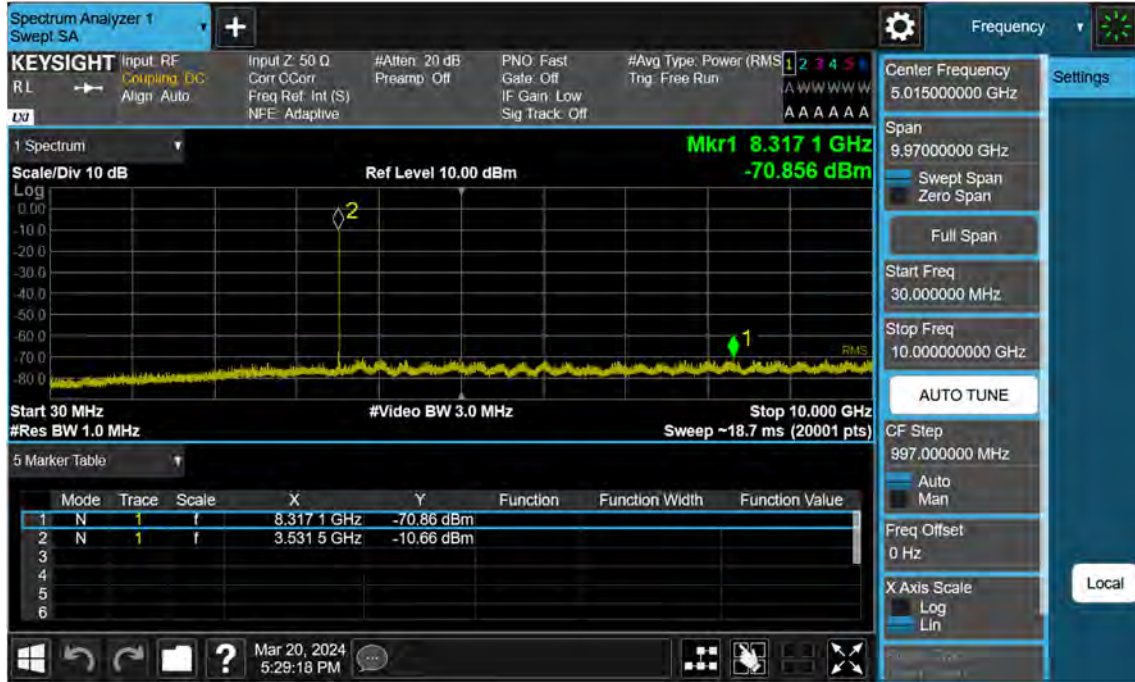 Spectrum Analyzer 1
Swept SA
Frequency
KEYSIGHT
RL
LXI
Input: RF
Coupling: DC
Align: Auto
Input Z: 50 Ω
Corr CCorr
Freq Ref: Int (S)
NFE: Adaptive
#Atten: 20 dB
Preamp: Off
PNO: Fast
Gate: Off
IF Gain: Low
Sig Track: Off
#Avg Type: Power (RMS
Trig: Free Run
1 2 3 4 5 6
A W W W W W
A A A A A A
1 Spectrum
Mkr1 8.317 1 GHz
Scale/Div 10 dB
Ref Level 10.00 dBm
-70.856 dBm
Log
0.00
-10.0
-20.0
-30.0
-40.0
-50.0
-60.0
-70.0
-80.0
2
1
RMS
Start 30 MHz
#Video BW 3.0 MHz
Stop 10.000 GHz
#Res BW 1.0 MHz
Sweep ~18.7 ms (20001 pts)
5 Marker Table
Mode Trace Scale X Y Function Function Width Function Value
1 N 1 f 8.317 1 GHz -70.86 dBm
2 N 1 f 3.531 5 GHz -10.66 dBm
3
4
5
6
Mar 20, 2024
5:29:18 PM
?
Center Frequency
5.015000000 GHz
Settings
Span
9.97000000 GHz
Swept Span
Zero Span
Full Span
Start Freq
30.000000 MHz
Stop Freq
10.000000000 GHz
AUTO TUNE
CF Step
997.000000 MHz
Auto
Man
Freq Offset
0 Hz
X Axis Scale
Log
Lin
Local